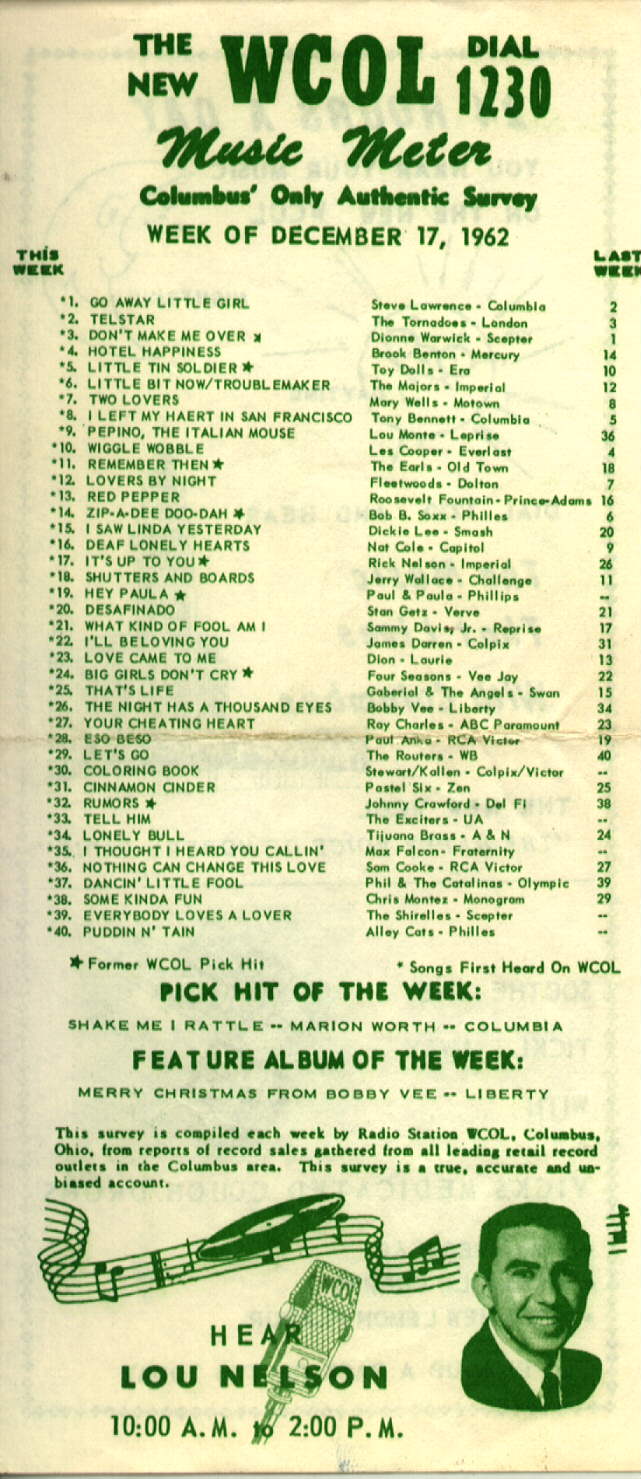 THE NEW WCOL DIAL 1230
Music Meter
Columbus' Only Authentic Survey
WEEK OF DECEMBER 17, 1962
THIS WEEK LAST WEEK
*1. GO AWAY LITTLE GIRL Steve Lawrence - Columbia 2
*2. TELSTAR The Tornadoes - London 3
*3. DON'T MAKE ME OVER ★ Dionne Warwick - Scepter 1
*4. HOTEL HAPPINESS Brook Benton - Mercury 14
*5. LITTLE TIN SOLDIER ★ Toy Dolls - Era 10
*6. LITTLE BIT NOW/TROUBLEMAKER The Majors - Imperial 12
*7. TWO LOVERS Mary Wells - Motown 8
*8. I LEFT MY HAERT IN SAN FRANCISCO Tony Bennett - Columbia 5
*9. PEPINO, THE ITALIAN MOUSE Lou Monte - Leprise 36
*10. WIGGLE WOBBLE Les Cooper - Everlast 4
*11. REMEMBER THEN ★ The Earls - Old Town 18
*12. LOVERS BY NIGHT Fleetwoods - Dolton 7
*13. RED PEPPER Roosevelt Fountain - Prince-Adams 16
*14. ZIP-A-DEE DOO-DAH ★ Bob B. Soxx - Philles 6
*15. I SAW LINDA YESTERDAY Dickie Lee - Smash 20
*16. DEAF LONELY HEARTS Nat Cole - Capitol 9
*17. IT'S UP TO YOU ★ Rick Nelson - Imperial 26
*18. SHUTTERS AND BOARDS Jerry Wallace - Challenge 11
*19. HEY PAULA ★ Paul & Paula - Phillips --
*20. DESAFINADO Stan Getz - Verve 21
*21. WHAT KIND OF FOOL AM I Sammy Davis, Jr. - Reprise 17
*22. I'LL BE LOVING YOU James Darren - Colpix 31
*23. LOVE CAME TO ME Dion - Laurie 13
*24. BIG GIRLS DON'T CRY ★ Four Seasons - Vee Jay 22
*25. THAT'S LIFE Gaberial & The Angels - Swan 15
*26. THE NIGHT HAS A THOUSAND EYES Bobby Vee - Liberty 34
*27. YOUR CHEATING HEART Ray Charles - ABC Paramount 23
*28. ESO BESO Paul Anka - RCA Victor 19
*29. LET'S GO The Routers - WB 40
*30. COLORING BOOK Stewart/Kallen - Colpix/Victor --
*31. CINNAMON CINDER Pastel Six - Zen 25
*32. RUMORS ★ Johnny Crawford - Del Fi 38
*33. TELL HIM The Exciters - UA --
*34. LONELY BULL Tijuana Brass - A & N 24
*35. I THOUGHT I HEARD YOU CALLIN' Max Falcon - Fraternity --
*36. NOTHING CAN CHANGE THIS LOVE Sam Cooke - RCA Victor 27
*37. DANCIN' LITTLE FOOL Phil & The Catalinas - Olympic 39
*38. SOME KINDA FUN Chris Montez - Monogram 29
*39. EVERYBODY LOVES A LOVER The Shirelles - Scepter --
*40. PUDDIN N' TAIN Alley Cats - Philles --
★ Former WCOL Pick Hit * Songs First Heard On WCOL
PICK HIT OF THE WEEK:
SHAKE ME I RATTLE -- MARION WORTH -- COLUMBIA
FEATURE ALBUM OF THE WEEK:
MERRY CHRISTMAS FROM BOBBY VEE -- LIBERTY
This survey is compiled each week by Radio Station WCOL, Columbus,
Ohio, from reports of record sales gathered from all leading retail record
outlets in the Columbus area. This survey is a true, accurate and un-
biased account.
WCOL
HEAR
LOU NELSON
10:00 A.M. to 2:00 P.M.